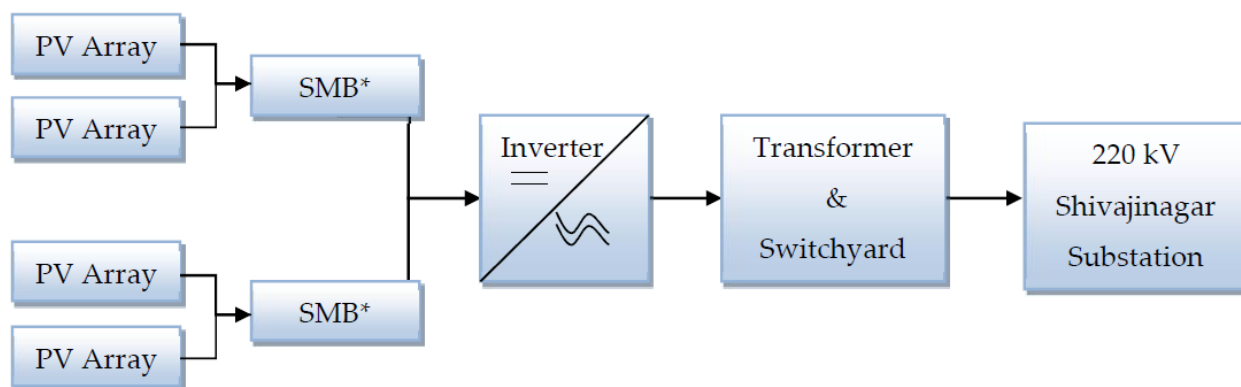 PV Array
PV Array
SMB*
PV Array
PV Array
SMB*
Inverter
Transformer
&
Switchyard
220 kV
Shivajinagar
Substation